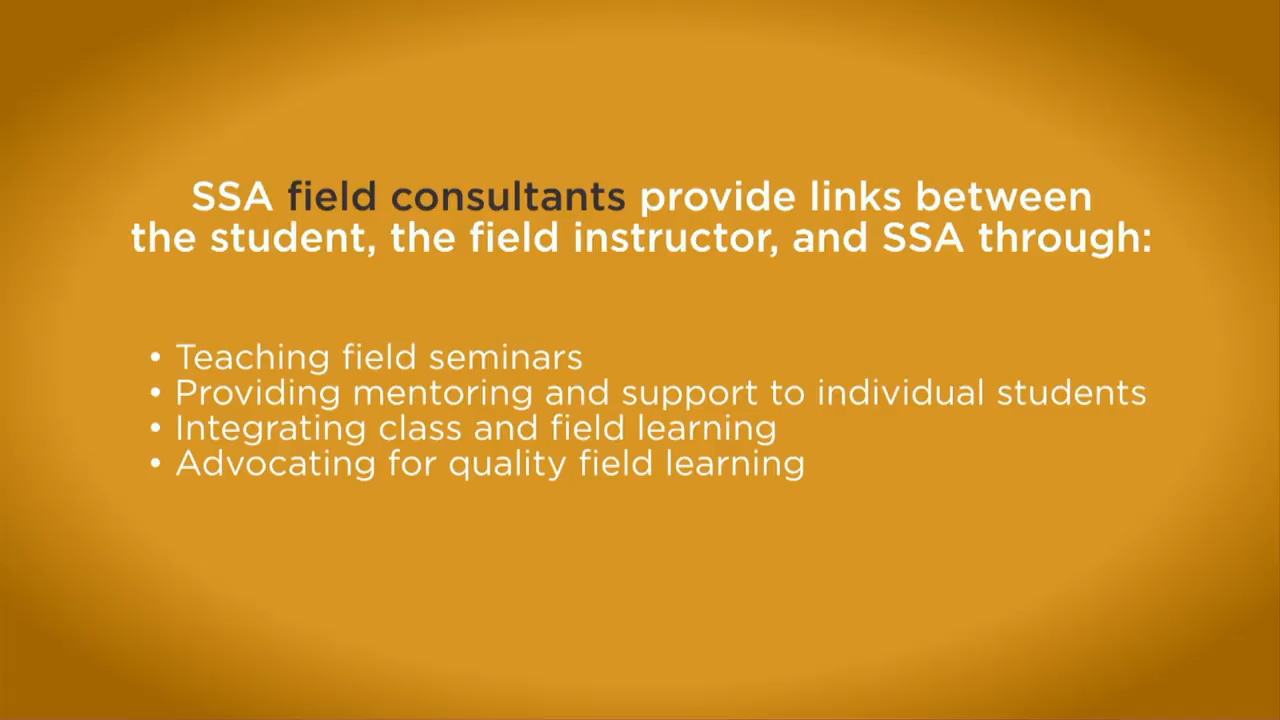 SSA field consultants provide links between
the student, the field instructor, and SSA through:
• Teaching field seminars
• Providing mentoring and support to individual students
• Integrating class and field learning
• Advocating for quality field learning